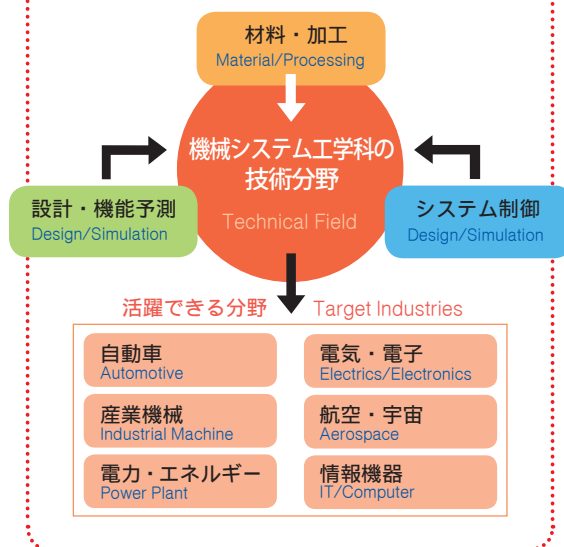 材料・加工
Material/Processing
機械システム工学科の
技術分野
Technical Field
設計・機能予測
Design/Simulation
システム制御
Design/Simulation
活躍できる分野 Target Industries
自動車
Automotive
電気・電子
Electrics/Electronics
産業機械
Industrial Machine
航空・宇宙
Aerospace
電力・エネルギー
Power Plant
情報機器
IT/Computer